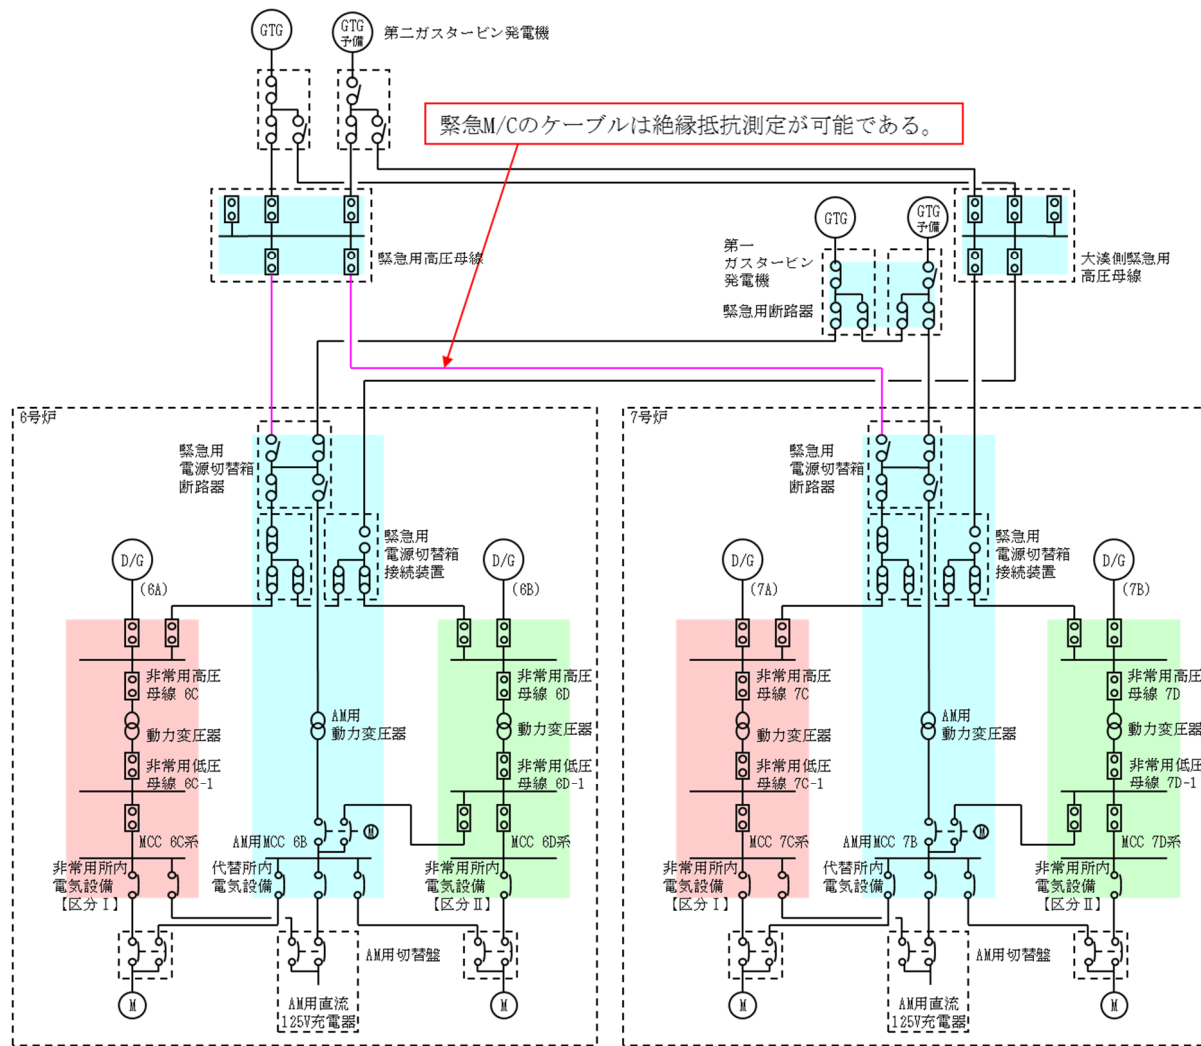 GTG
GTG
予備
第二ガスタービン発電機
緊急M/Cのケーブルは絶縁抵抗測定が可能である。
緊急用高圧母線
GTG
GTG
予備
第一
ガスタービン
発電機
緊急用断路器
大湊側緊急用
高圧母線
6号炉
緊急用
電源切替箱
断路器
緊急用
電源切替箱
接続装置
D/G
(6A)
D/G
(6B)
非常用高圧
母線 6C
動力変圧器
非常用低圧
母線 6C-1
MCC 6C系
AM用
動力変圧器
非常用高圧
母線 6D
動力変圧器
非常用低圧
母線 6D-1
MCC 6D系
AM用MCC 6B
M
非常用所内
電気設備
【区分Ⅰ】
代替所内
電気設備
非常用所内
電気設備
【区分Ⅱ】
AM用切替盤
M
AM用直流
125V充電器
M
7号炉
緊急用
電源切替箱
断路器
緊急用
電源切替箱
接続装置
D/G
(7A)
D/G
(7B)
非常用高圧
母線 7C
動力変圧器
非常用低圧
母線 7C-1
MCC 7C系
AM用
動力変圧器
非常用高圧
母線 7D
動力変圧器
非常用低圧
母線 7D-1
MCC 7D系
AM用MCC 7B
M
非常用所内
電気設備
【区分Ⅰ】
代替所内
電気設備
非常用所内
電気設備
【区分Ⅱ】
AM用切替盤
M
AM用直流
125V充電器
M